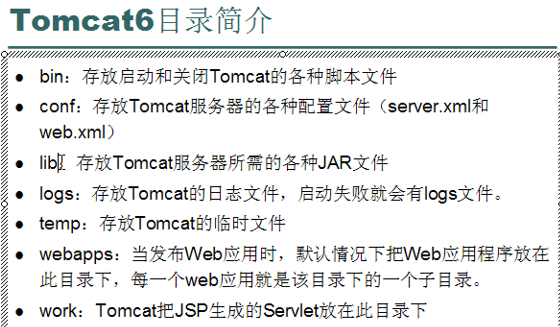 Tomcat6目录简介
● bin：存放启动和关闭Tomcat的各种脚本文件
● conf：存放Tomcat服务器的各种配置文件（server.xml和
web.xml）
● lib：存放Tomcat服务器所需的各种JAR文件
● logs：存放Tomcat的日志文件，启动失败就会有logs文件。
● temp：存放Tomcat的临时文件
● webapps：当发布Web应用时，默认情况下把Web应用程序放在
此目录下，每一个web应用就是该目录下的一个子目录。
● work：Tomcat把JSP生成的Servlet放在此目录下